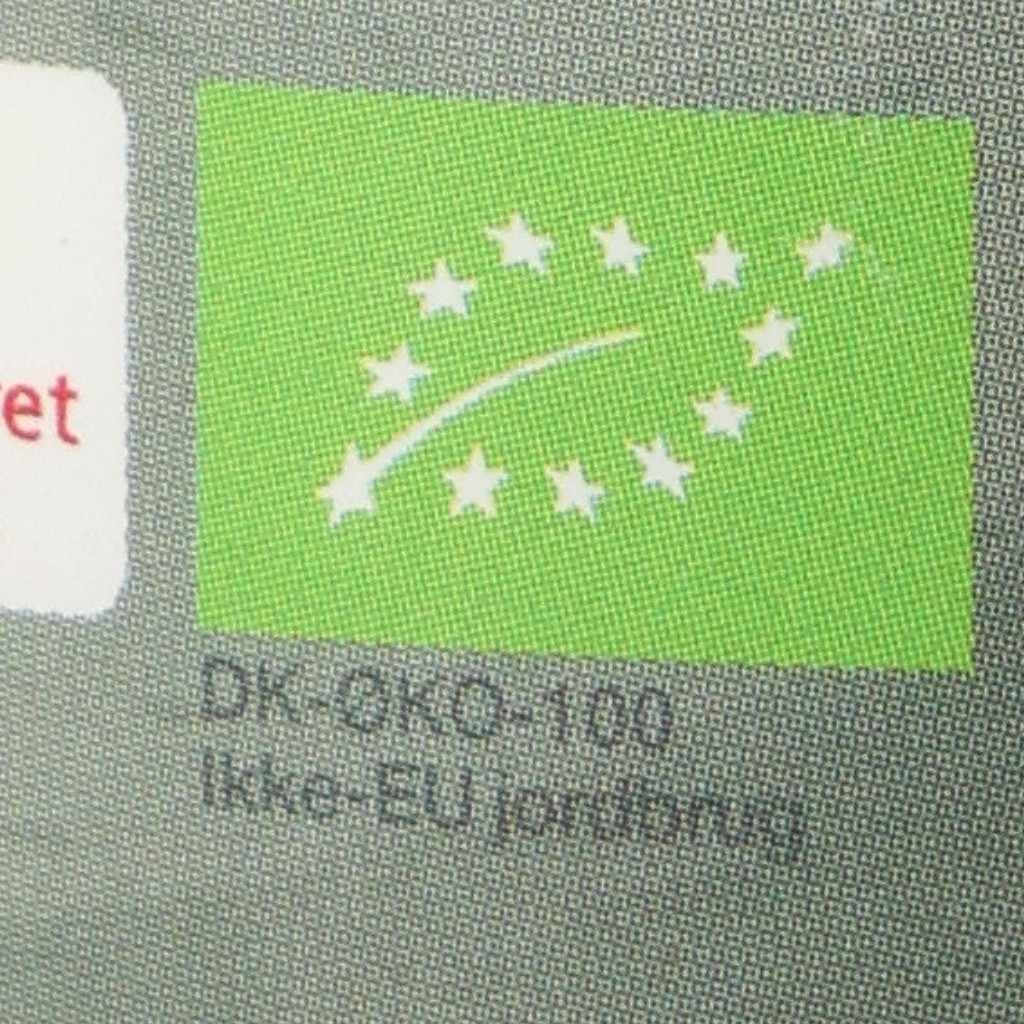 et
DK-ØKO-100
Ikke-EU jordbrug